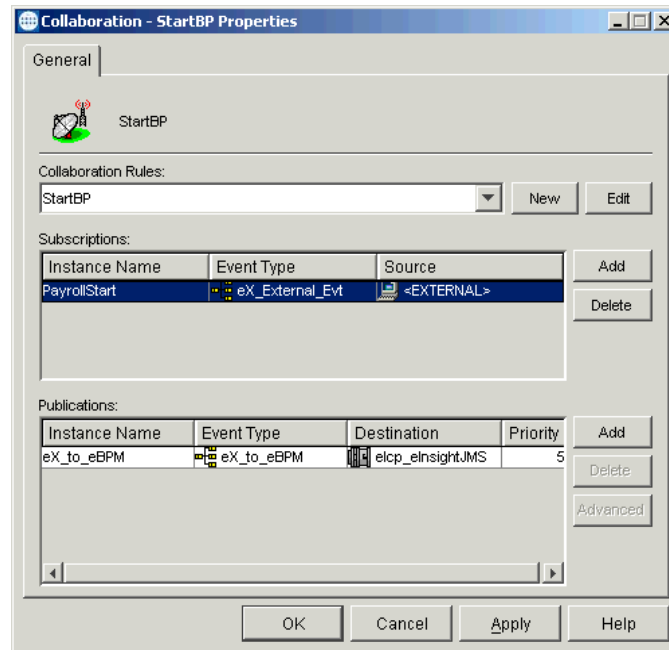 Collaboration - StartBP Properties
General
StartBP
Collaboration Rules:
StartBP New Edit
Subscriptions:
Instance Name Event Type Source Add
PayrollStart eX_External_Evt <EXTERNAL>
Delete
Publications:
Instance Name Event Type Destination Priority Add
eX_to_eBPM eX_to_eBPM elcp_eInsightJMS 5
Delete
Advanced
OK Cancel Apply Help